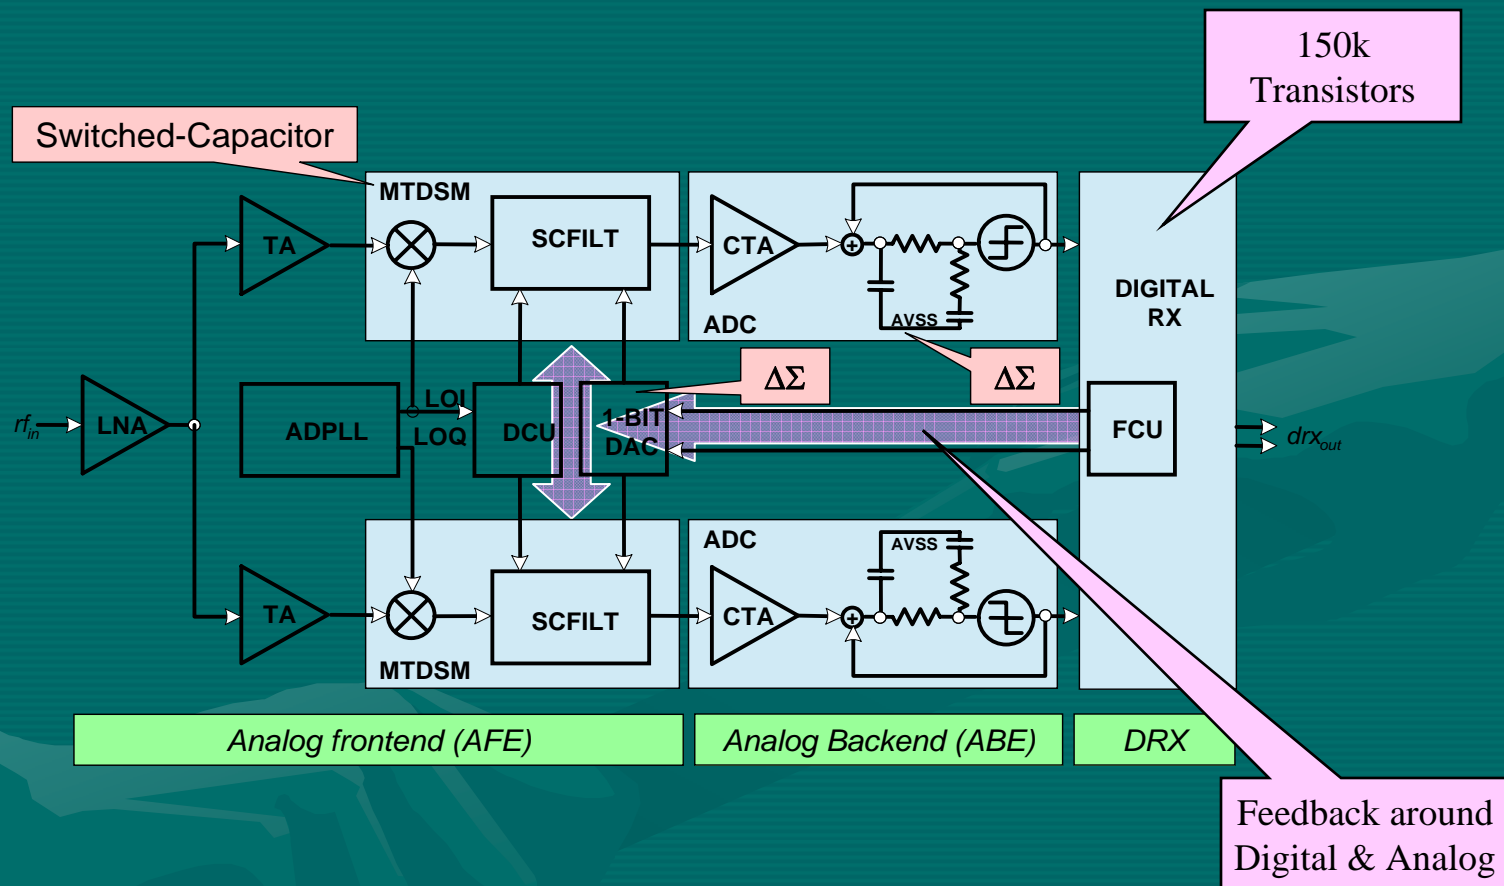 150k
Transistors
Switched-Capacitor
MTDSM
TA
SCFILT
CTA
ADC
AVSS
DIGITAL
RX
ΔΣ
ΔΣ
rfin
LNA
ADPLL
LOI
LOQ
DCU
1-BIT
DAC
FCU
drxout
ADC
AVSS
TA
SCFILT
CTA
MTDSM
Analog frontend (AFE)
Analog Backend (ABE)
DRX
Feedback around
Digital & Analog